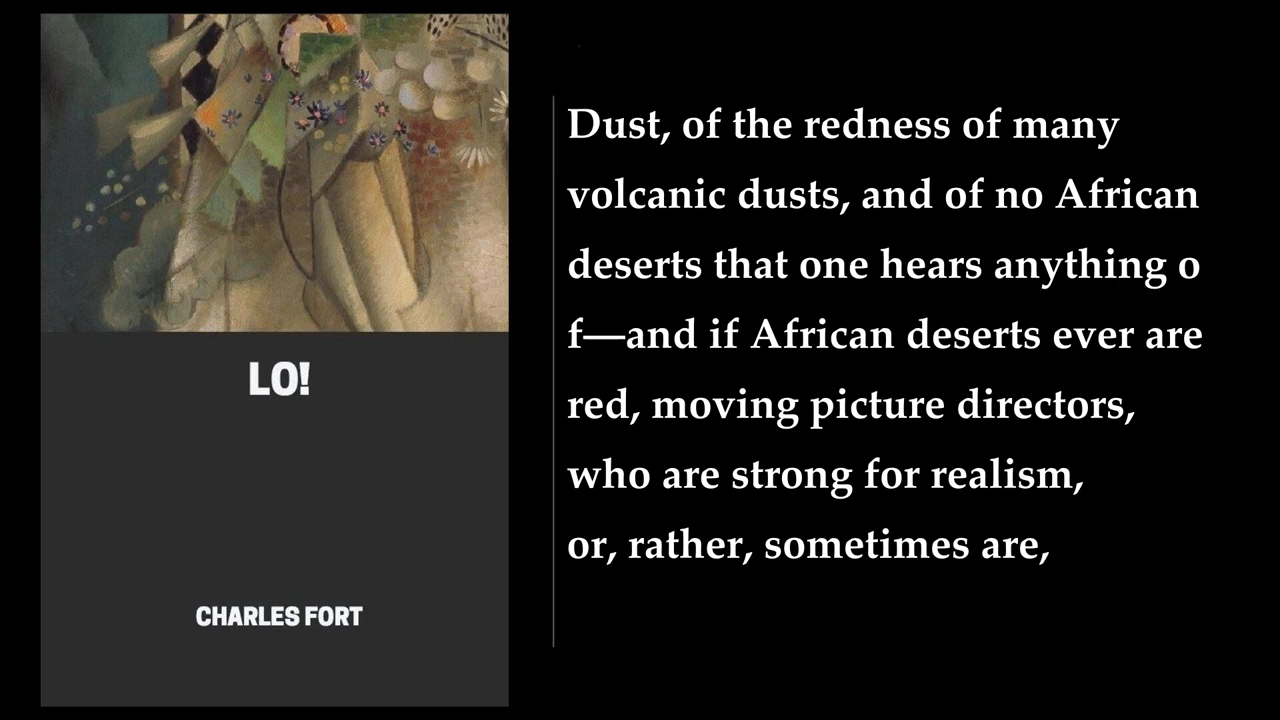 LO!
CHARLES FORT
Dust, of the redness of many
volcanic dusts, and of no African
deserts that one hears anything o
f—and if African deserts ever are
red, moving picture directors,
who are strong for realism,
or, rather, sometimes are,